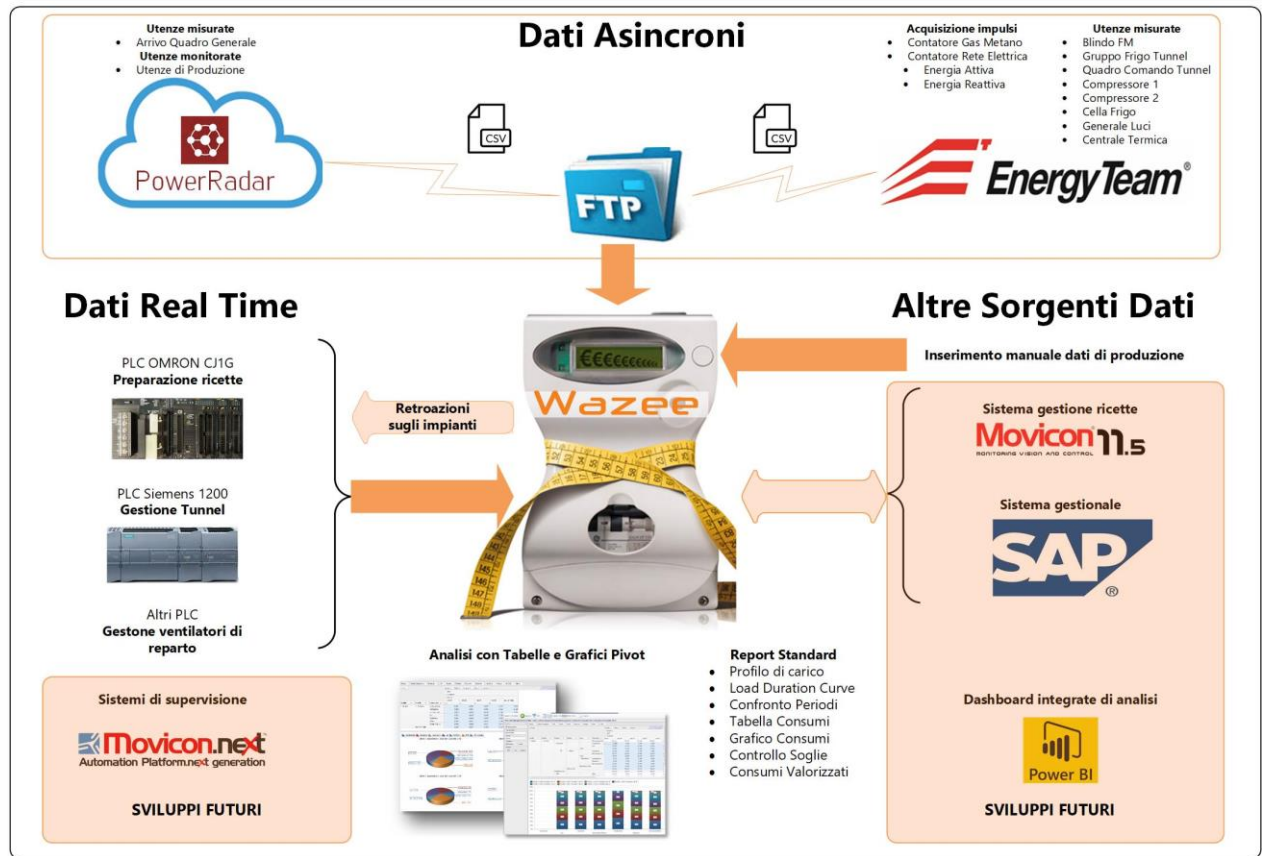 Dati Asincroni
Utenze misurate
• Arrivo Quadro Generale
Utenze monitorate
• Utenze di Produzione
PowerRadar
CSV
FTP
CSV
Acquisizione impulsi
• Contatore Gas Metano
• Contatore Rete Elettrica
• Energia Attiva
• Energia Reattiva
Utenze misurate
• Blindo FM
• Gruppo Frigo Tunnel
• Quadro Comando Tunnel
• Compressore 1
• Compressore 2
• Cella Frigo
• Generale Luci
• Centrale Termica
EnergyTeam®
Dati Real Time
PLC OMRON CJ1G
Preparazione ricette
PLC Siemens 1200
Gestione Tunnel
Altri PLC
Gestone ventilatori di
reparto
Retroazioni
sugli impianti
Wazee
Altre Sorgenti Dati
Inserimento manuale dati di produzione
Sistema gestione ricette
Movicon 11.5
MONITORING VISION AND CONTROL
Sistema gestionale
SAP®
Sistemi di supervisione
Movicon.next
Automation Platform.next generation
SVILUPPI FUTURI
Analisi con Tabelle e Grafici Pivot
Report Standard
• Profilo di carico
• Load Duration Curve
• Confronto Periodi
• Tabella Consumi
• Grafico Consumi
• Controllo Soglie
• Consumi Valorizzati
Dashboard integrate di analisi
Power BI
SVILUPPI FUTURI